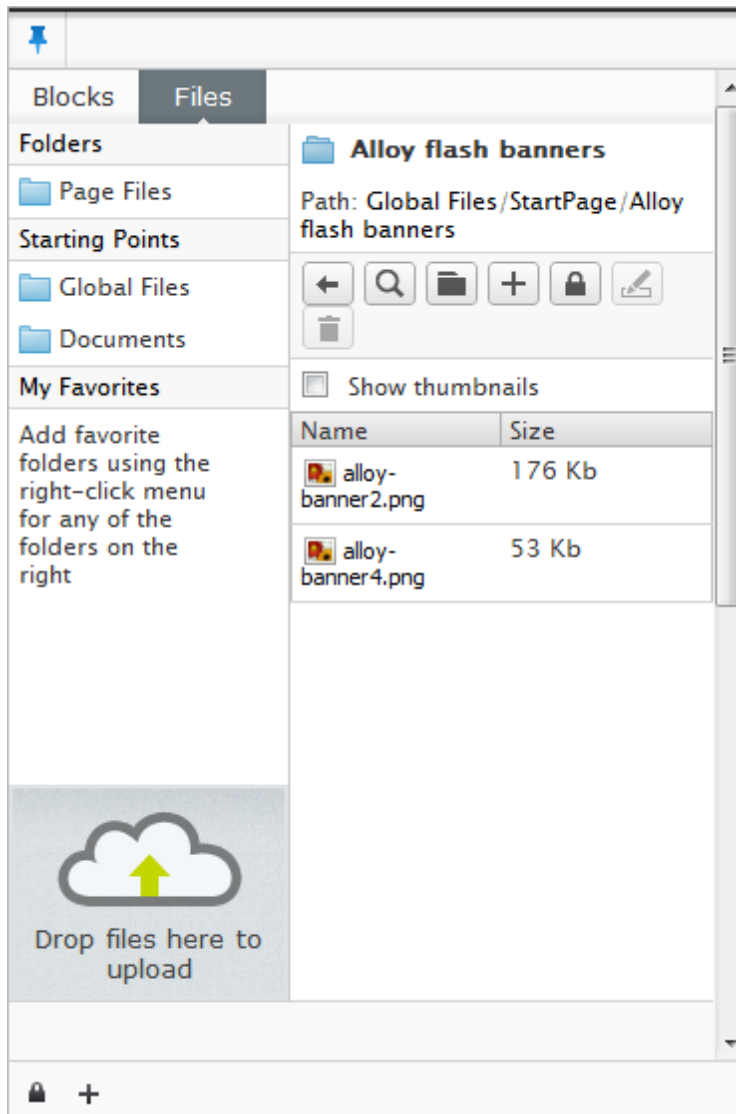 Blocks
Files
Folders
Page Files
Starting Points
Global Files
Documents
My Favorites
Add favorite
folders using the
right-click menu
for any of the
folders on the
right
Drop files here to
upload
Alloy flash banners
Path: Global Files/StartPage/Alloy
flash banners
Show thumbnails
Name Size
alloy- 176 Kb
banner2.png
alloy- 53 Kb
banner4.png